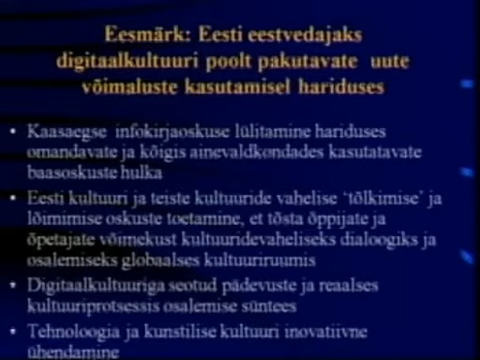 Eesmärk: Eesti eestvedajaks
digitaalkultuuri poolt pakutavate uute
võimaluste kasutamisel hariduses
• Kaasaegse infokirjaoskuse lülitamine hariduses
omandavate ja kõigis ainevaldkondades kasutatavate
baasoskuste hulka
• Eesti kultuuri ja teiste kultuuride vahelise ‘tõlkimise’ ja
lõimimise oskuste toetamine, et tõsta õppijate ja
õpetajate võimekust kultuuridevaheliseks dialoogiks ja
osalemiseks globaalses kultuuriruumis
• Digitaalkultuuriga seotud pädevuste ja reaalses
kultuuriprotsessis osalemise süntees
• Tehnoloogia ja kunstilise kultuuri inovatiivne
ühendamine